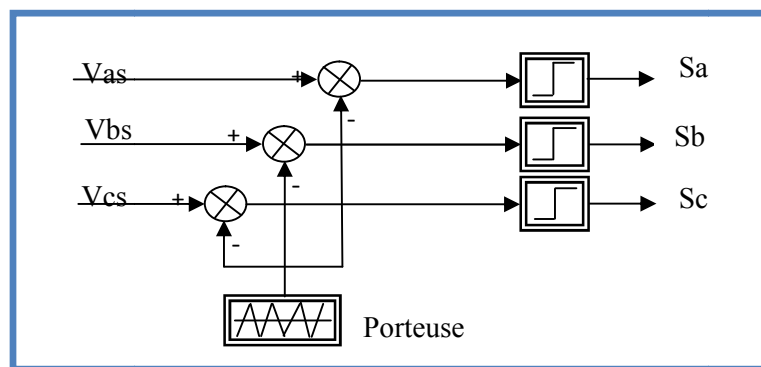 Vas + - Sa
Vbs + - Sb
Vcs + - Sc
Porteuse